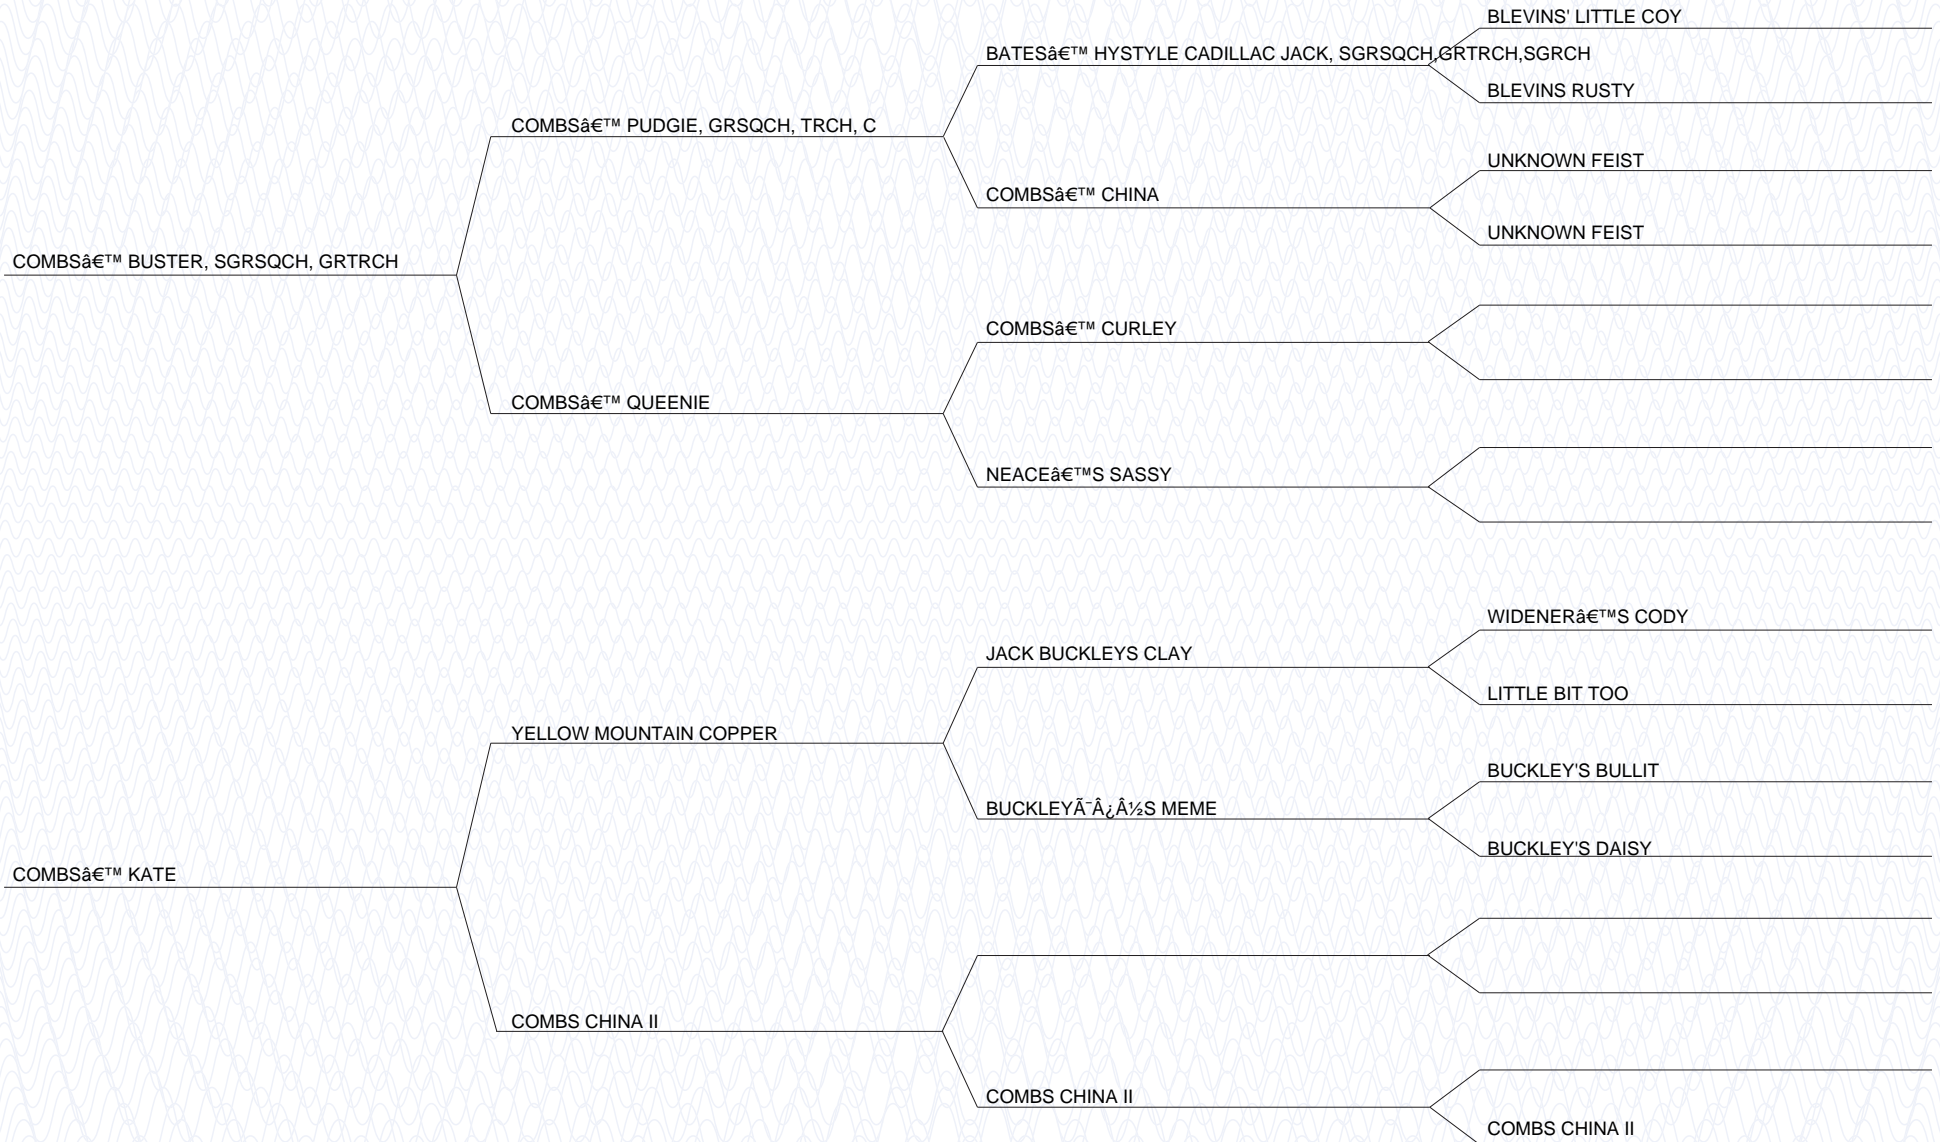 BLEVINS' LITTLE COY
BATESâ€™ HYSTYLE CADILLAC JACK, SGRSQCH,GRTRCH,SGRCH
BLEVINS RUSTY
COMBSâ€™ PUDGIE, GRSQCH, TRCH, C
UNKNOWN FEIST
COMBSâ€™ CHINA
UNKNOWN FEIST
COMBSâ€™ BUSTER, SGRSQCH, GRTRCH
COMBSâ€™ CURLEY
COMBSâ€™ QUEENIE
NEACEâ€™S SASSY
WIDENERâ€™S CODY
JACK BUCKLEYS CLAY
LITTLE BIT TOO
YELLOW MOUNTAIN COPPER
BUCKLEY'S BULLIT
BUCKLEYÃ¯Â¿Â½S MEME
BUCKLEY'S DAISY
COMBSâ€™ KATE
COMBS CHINA II
COMBS CHINA II
COMBS CHINA II